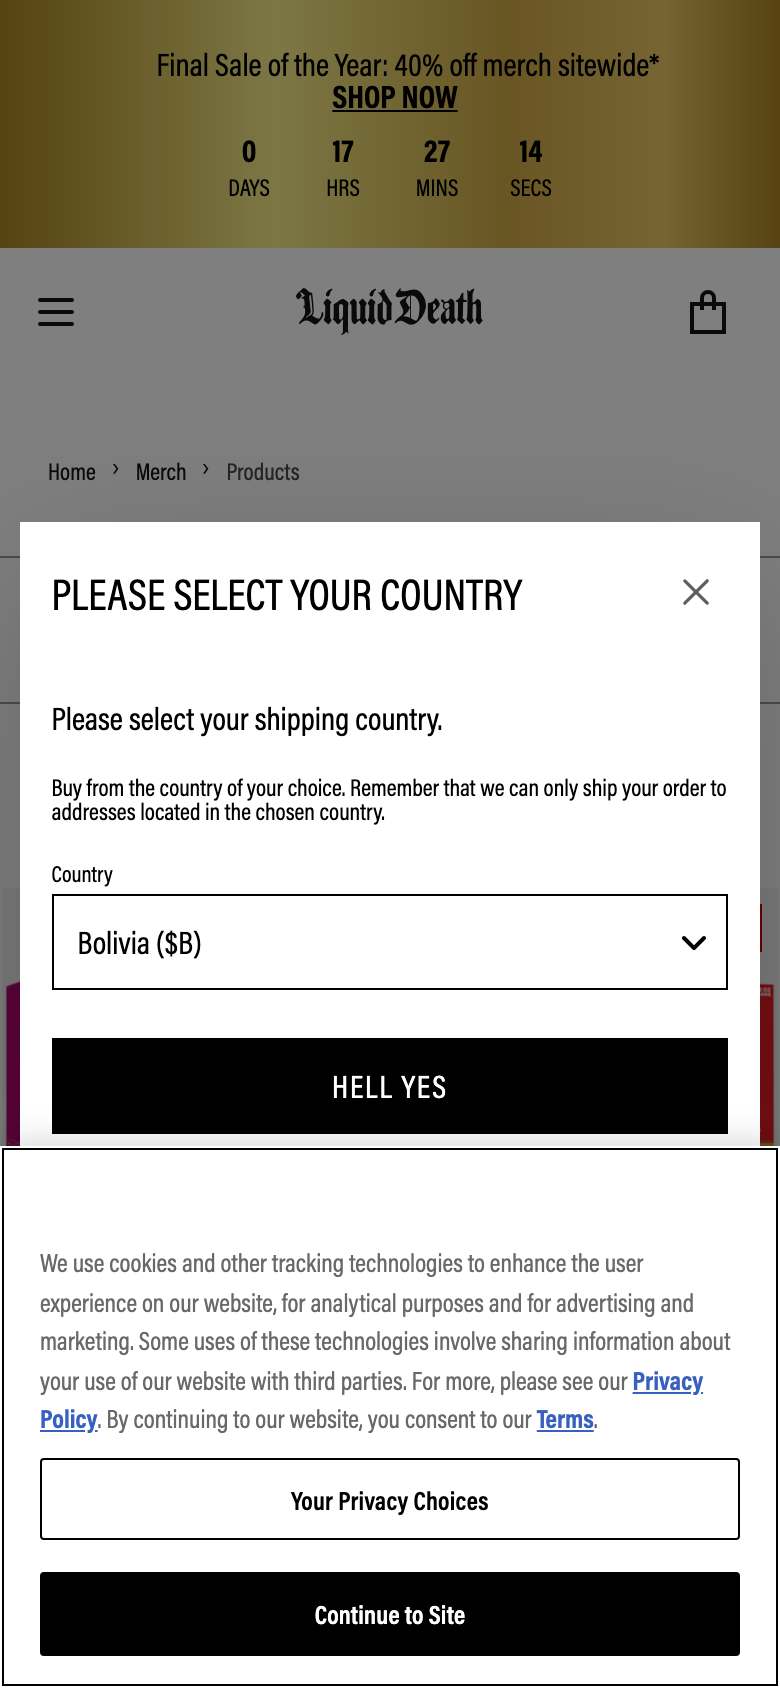 Final Sale of the Year: 40% off merch sitewide*
SHOP NOW
0 17 27 14
DAYS HRS MINS SECS
Liquid Death
Home › Merch › Products
PLEASE SELECT YOUR COUNTRY
Please select your shipping country.
Buy from the country of your choice. Remember that we can only ship your order to
addresses located in the chosen country.
Country
Bolivia ($B)
HELL YES
We use cookies and other tracking technologies to enhance the user
experience on our website, for analytical purposes and for advertising and
marketing. Some uses of these technologies involve sharing information about
your use of our website with third parties. For more, please see our Privacy
Policy. By continuing to our website, you consent to our Terms.
Your Privacy Choices
Continue to Site